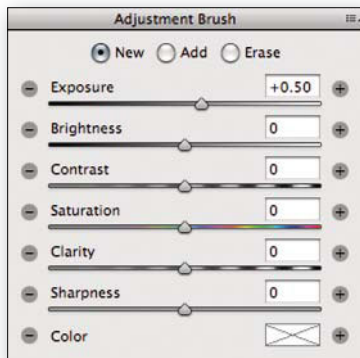 Adjustment Brush
New Add Erase
Exposure +0.50
Brightness 0
Contrast 0
Saturation 0
Clarity 0
Sharpness 0
Color